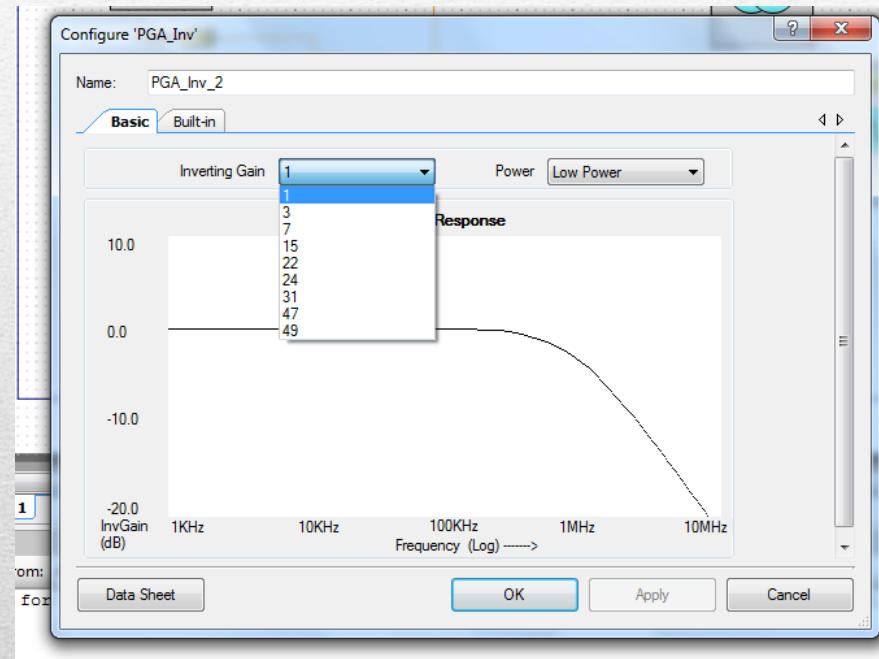 Configure 'PGA_Inv'
Name: PGA_Inv_2
Basic Built-in
Inverting Gain 1 Power Low Power
1
3
7
15
22
24
31
47
49
Response
10.0
0.0
-10.0
-20.0
InvGain 1KHz 10KHz 100KHz 1MHz 10MHz
(dB) Frequency (Log) ------>
1
om:
for
Data Sheet OK Apply Cancel